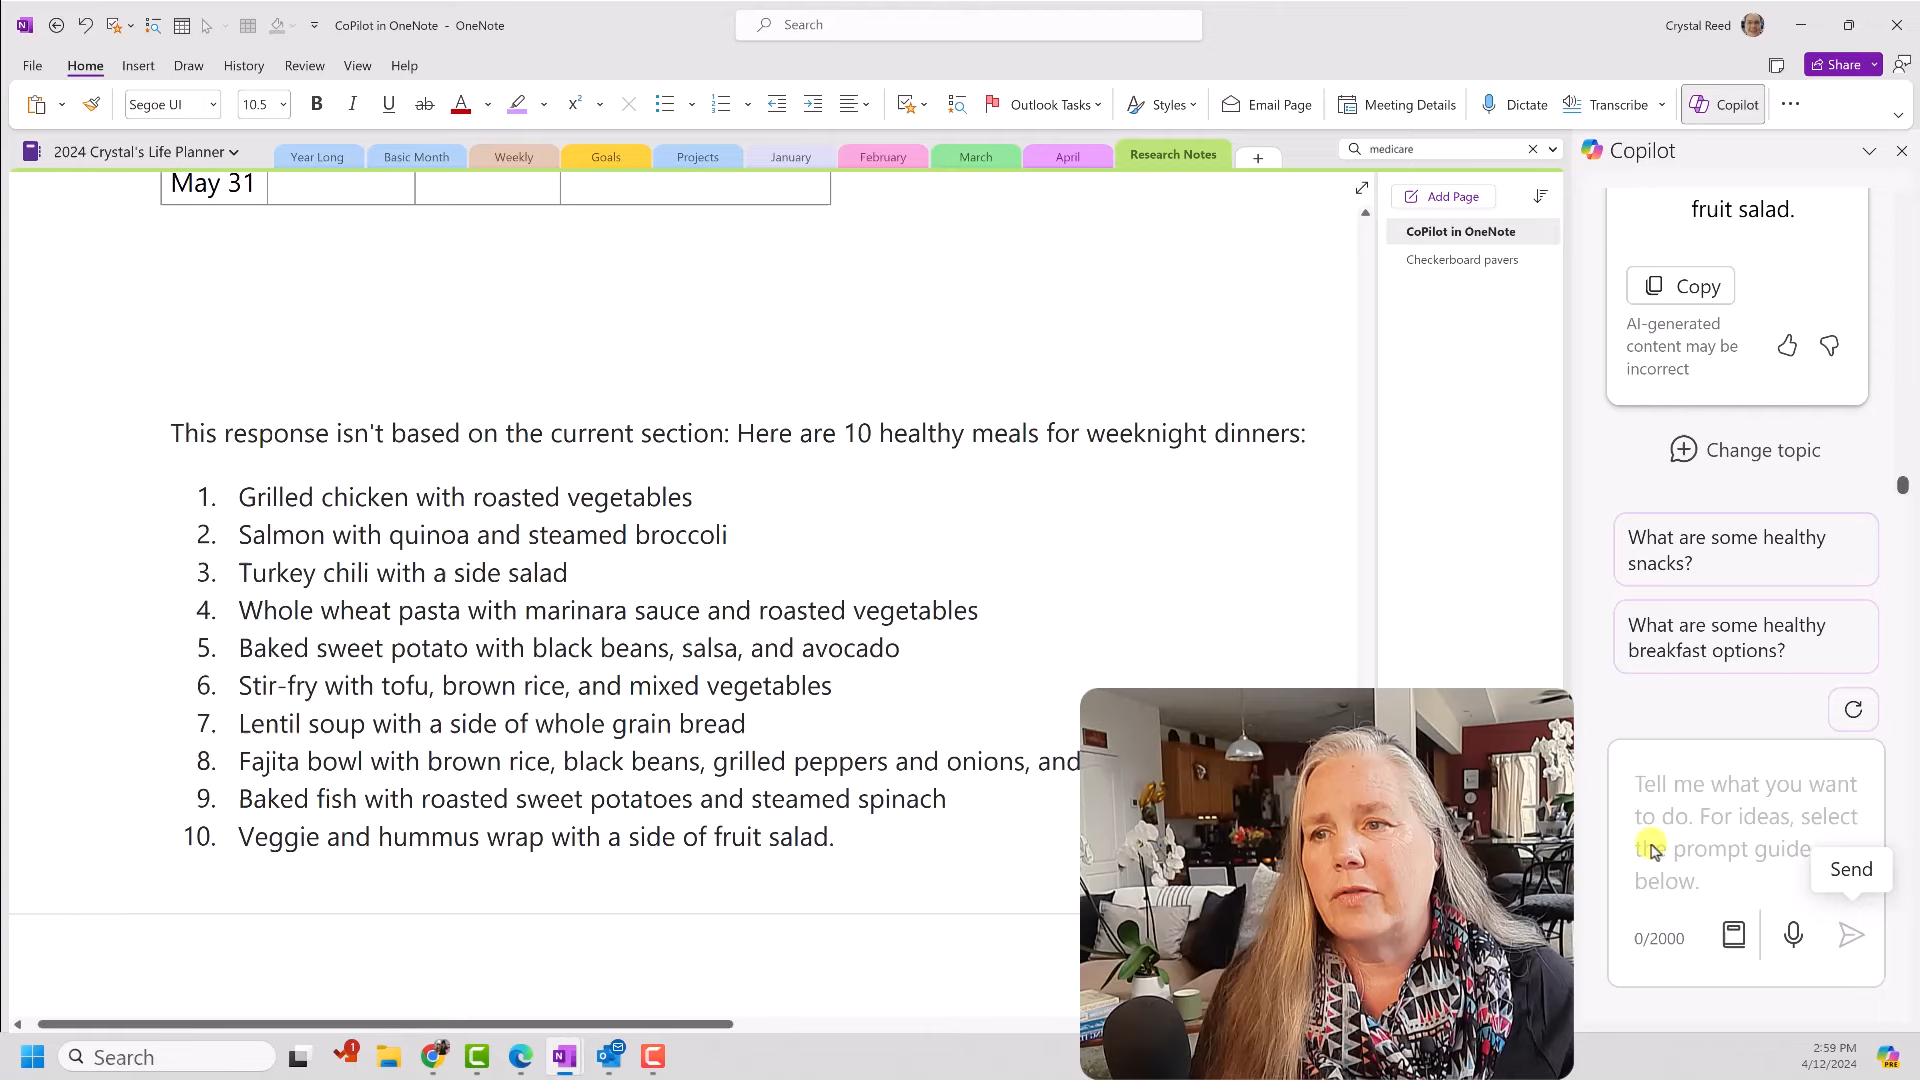 CoPilot in OneNote - OneNote
Search
Crystal Reed
File
Home
Insert
Draw
History
Review
View
Help
Share
Segoe UI
10.5
B
I
U
ab
A
x²
Outlook Tasks
Styles
Email Page
Meeting Details
Dictate
Transcribe
Copilot
2024 Crystal's Life Planner
Year Long
Basic Month
Weekly
Goals
Projects
January
February
March
April
Research Notes
medicare
May 31
This response isn't based on the current section: Here are 10 healthy meals for weeknight dinners:
1. Grilled chicken with roasted vegetables
2. Salmon with quinoa and steamed broccoli
3. Turkey chili with a side salad
4. Whole wheat pasta with marinara sauce and roasted vegetables
5. Baked sweet potato with black beans, salsa, and avocado
6. Stir-fry with tofu, brown rice, and mixed vegetables
7. Lentil soup with a side of whole grain bread
8. Fajita bowl with brown rice, black beans, grilled peppers and onions, and
9. Baked fish with roasted sweet potatoes and steamed spinach
10. Veggie and hummus wrap with a side of fruit salad.
Add Page
CoPilot in OneNote
Checkerboard pavers
Copilot
fruit salad.
Copy
AI-generated
content may be
incorrect
Change topic
What are some healthy
snacks?
What are some healthy
breakfast options?
Tell me what you want
to do. For ideas, select
the prompt guide
below.
Send
0/2000
Search
1
2:59 PM
4/12/2024
PRE